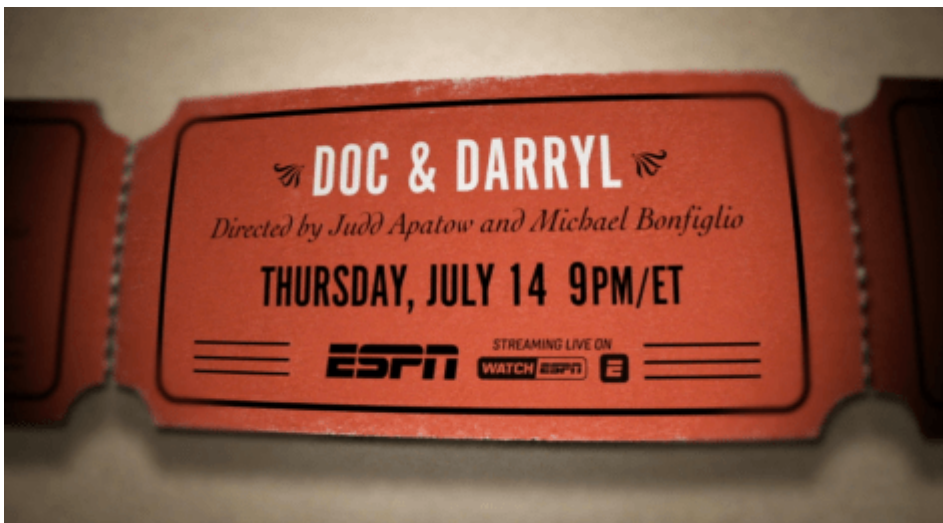 DOC & DARRYL
Directed by Judd Apatow and Michael Bonfiglio
THURSDAY, JULY 14 9PM/ET
ESPN
STREAMING LIVE ON
WATCH ESPN E